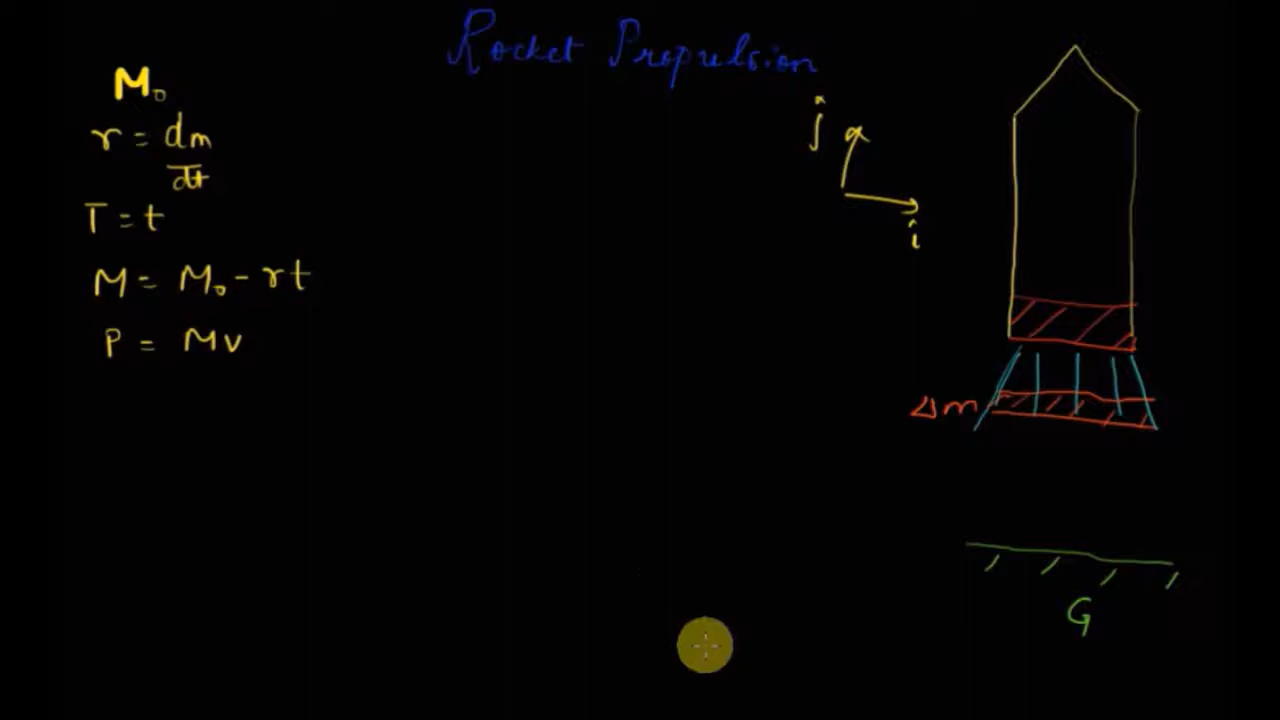 Rocket Propulsion
M₀
r = dm/dt
T = t
M = M₀ - rt
P = Mv
ĵ
î
Δm
G